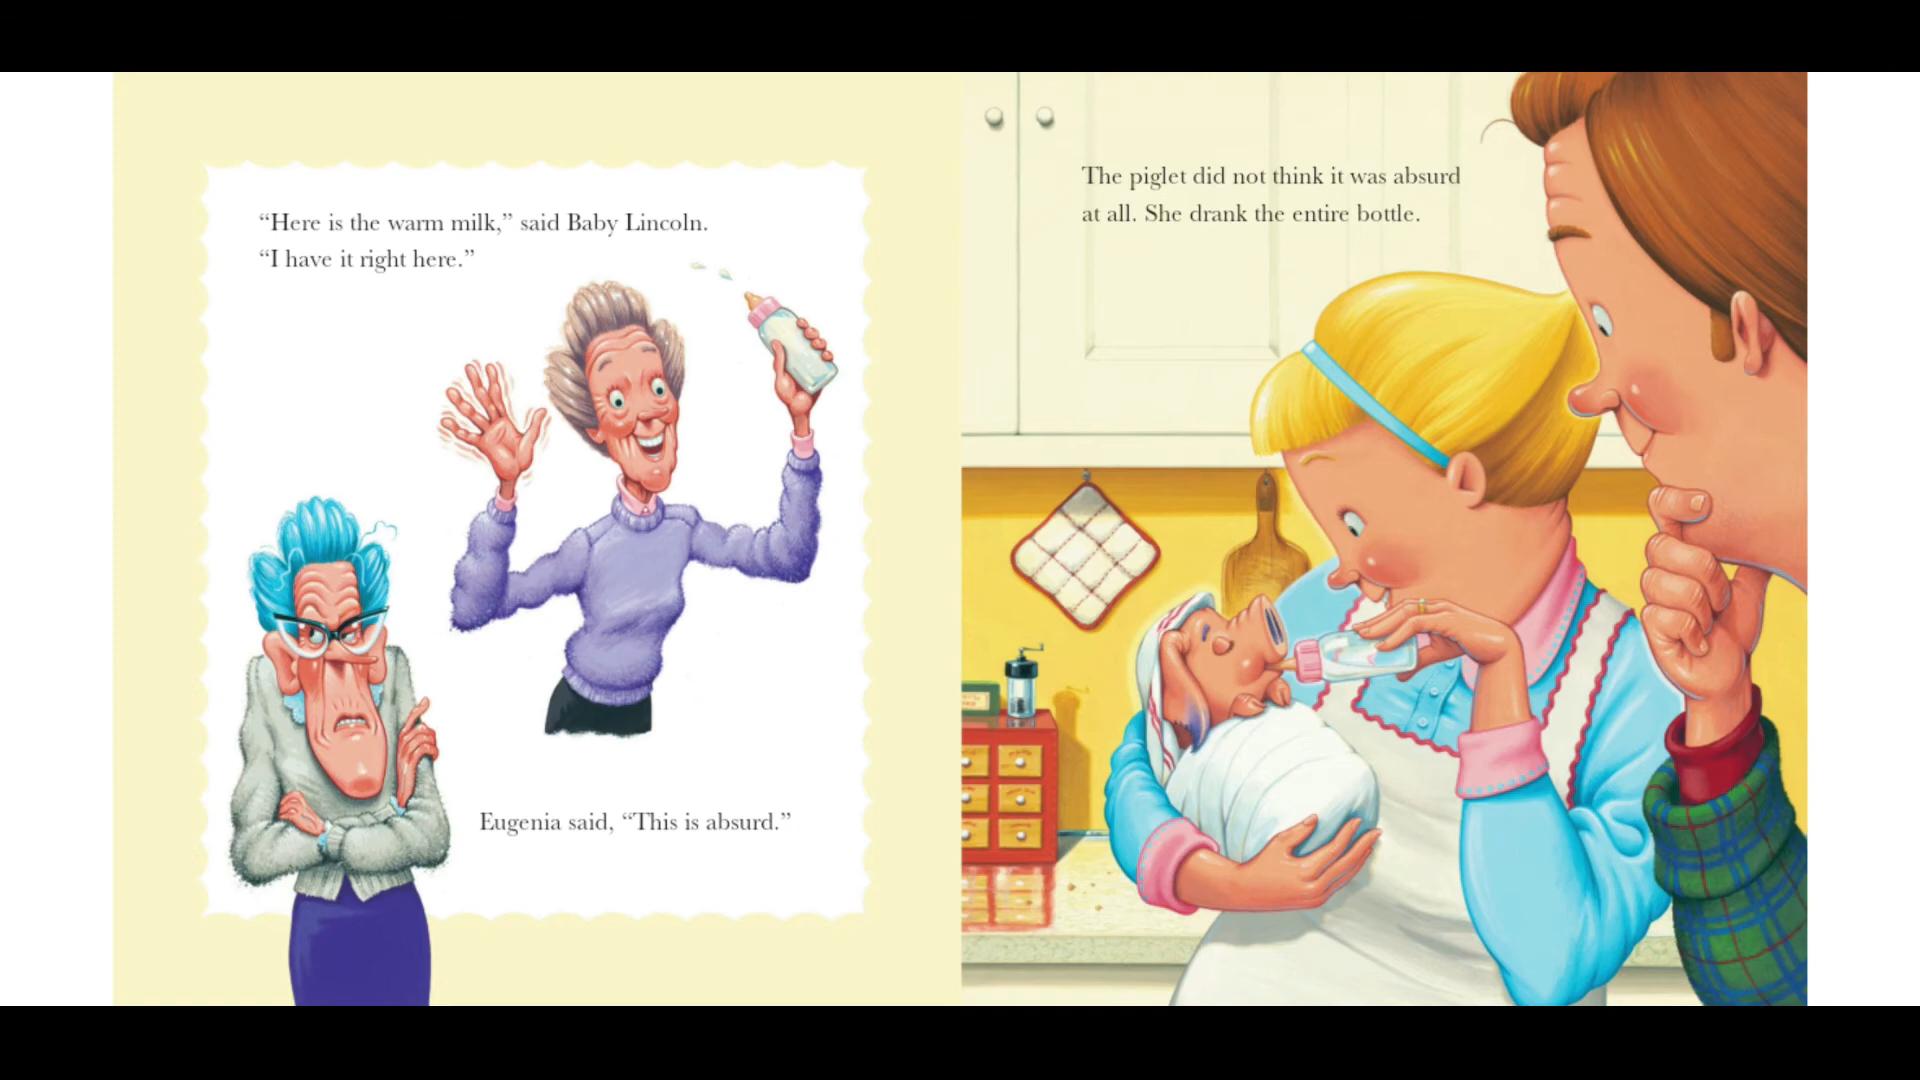 “Here is the warm milk,” said Baby Lincoln.
“I have it right here.”
Eugenia said, “This is absurd.”
The piglet did not think it was absurd
at all. She drank the entire bottle.